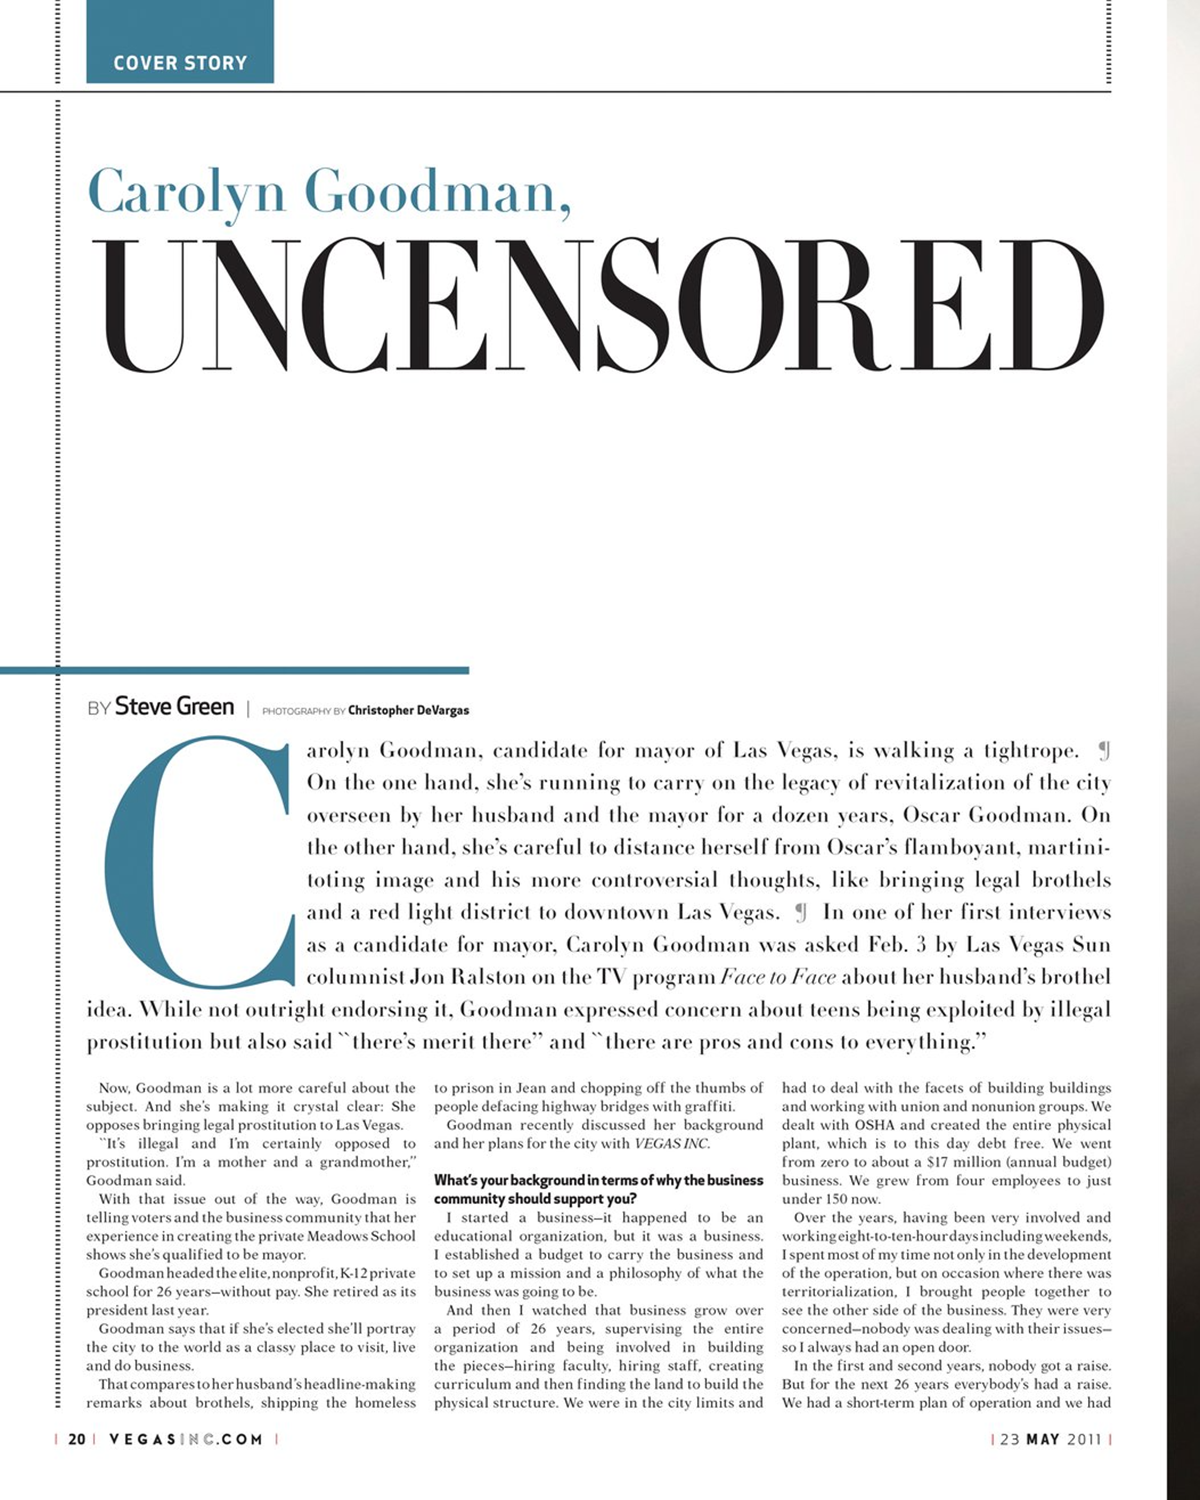 COVER STORY
Carolyn Goodman,
UNCENSORED
BY Steve Green | PHOTOGRAPHY BY Christopher DeVargas
Carolyn Goodman, candidate for mayor of Las Vegas, is walking a tightrope. ¶
On the one hand, she’s running to carry on the legacy of revitalization of the city
overseen by her husband and the mayor for a dozen years, Oscar Goodman. On
the other hand, she’s careful to distance herself from Oscar’s flamboyant, martini-
toting image and his more controversial thoughts, like bringing legal brothels
and a red light district to downtown Las Vegas. ¶ In one of her first interviews
as a candidate for mayor, Carolyn Goodman was asked Feb. 3 by Las Vegas Sun
columnist Jon Ralston on the TV program Face to Face about her husband’s brothel
idea. While not outright endorsing it, Goodman expressed concern about teens being exploited by illegal
prostitution but also said ``there’s merit there” and ``there are pros and cons to everything.”
Now, Goodman is a lot more careful about the
subject. And she’s making it crystal clear: She
opposes bringing legal prostitution to Las Vegas.
``It’s illegal and I’m certainly opposed to
prostitution. I’m a mother and a grandmother,”
Goodman said.
With that issue out of the way, Goodman is
telling voters and the business community that her
experience in creating the private Meadows School
shows she’s qualified to be mayor.
Goodman headed the elite, nonprofit, K-12 private
school for 26 years—without pay. She retired as its
president last year.
Goodman says that if she’s elected she’ll portray
the city to the world as a classy place to visit, live
and do business.
That compares to her husband’s headline-making
remarks about brothels, shipping the homeless
to prison in Jean and chopping off the thumbs of
people defacing highway bridges with graffiti.
Goodman recently discussed her background
and her plans for the city with VEGAS INC.
What’s your background in terms of why the business
community should support you?
I started a business—it happened to be an
educational organization, but it was a business.
I established a budget to carry the business and
to set up a mission and a philosophy of what the
business was going to be.
And then I watched that business grow over
a period of 26 years, supervising the entire
organization and being involved in building
the pieces—hiring faculty, hiring staff, creating
curriculum and then finding the land to build the
physical structure. We were in the city limits and
had to deal with the facets of building buildings
and working with union and nonunion groups. We
dealt with OSHA and created the entire physical
plant, which is to this day debt free. We went
from zero to about a $17 million (annual budget)
business. We grew from four employees to just
under 150 now.
Over the years, having been very involved and
working eight-to-ten-hour days including weekends,
I spent most of my time not only in the development
of the operation, but on occasion where there was
territorialization, I brought people together to
see the other side of the business. They were very
concerned—nobody was dealing with their issues—
so I always had an open door.
In the first and second years, nobody got a raise.
But for the next 26 years everybody’s had a raise.
We had a short-term plan of operation and we had
| 20 | VEGASINC.COM |
| 23 MAY 2011 |